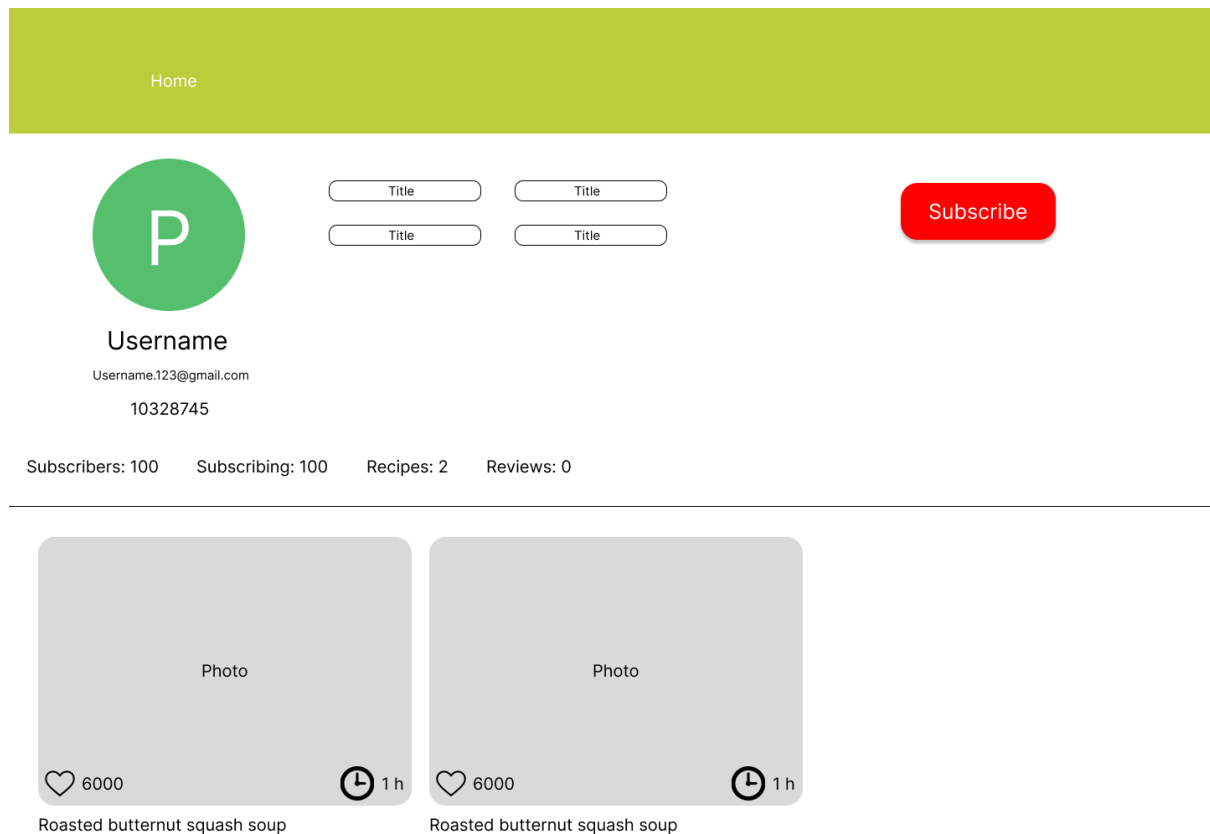 Home
P
Title Title
Title Title
Subscribe
Username
Username.123@gmail.com
10328745
Subscribers: 100 Subscribing: 100 Recipes: 2 Reviews: 0
Photo Photo
6000 1 h 6000 1 h
Roasted butternut squash soup Roasted butternut squash soup